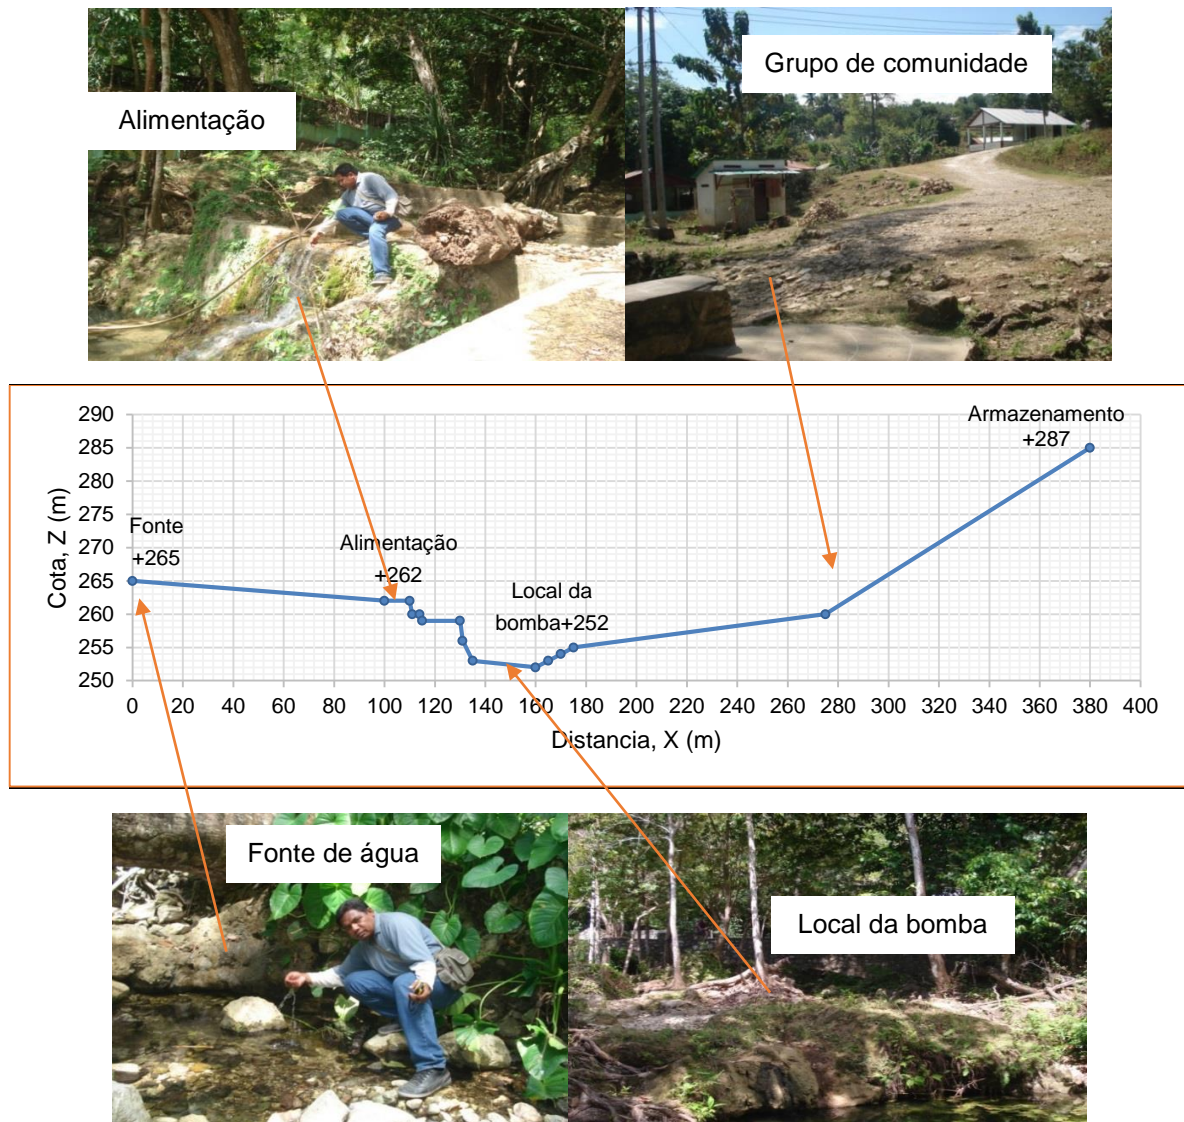 Alimentação
Grupo de comunidade
290
285
280
275
270
265
260
255
250
Cota, Z (m)
Fonte
+265
Alimentação
+262
Local da
bomba+252
Armazenamento
+287
0 20 40 60 80 100 120 140 160 180 200 220 240 260 280 300 320 340 360 380 400
Distancia, X (m)
Fonte de água
Local da bomba